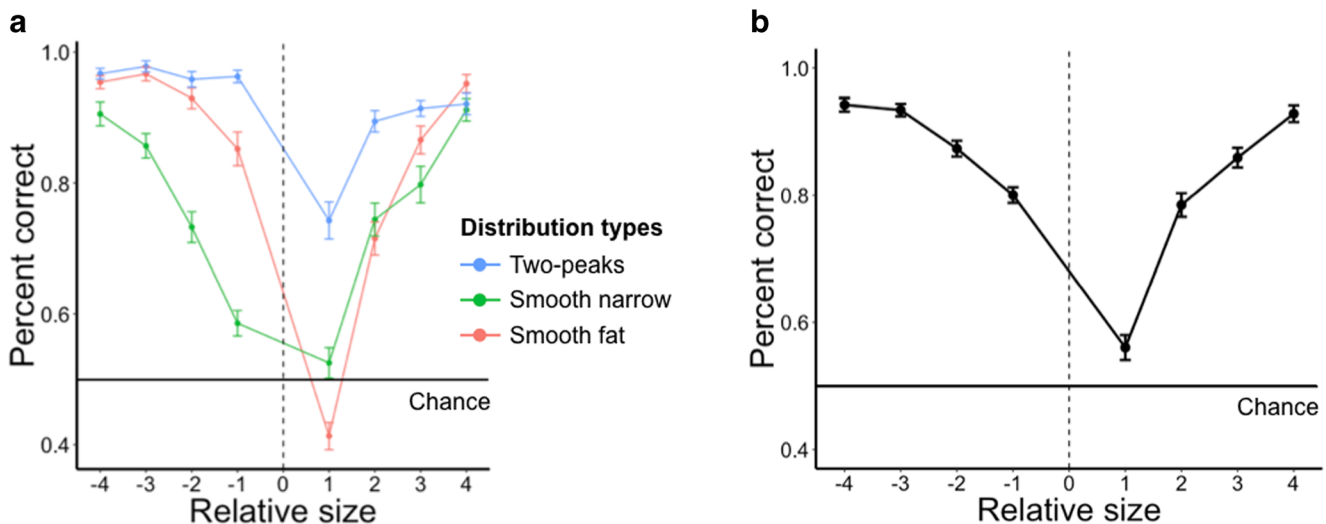 a
1.0
0.8
0.6
0.4
Percent correct
-4 -3 -2 -1 0 1 2 3 4
Relative size
Chance
Distribution types
Two-peaks
Smooth narrow
Smooth fat
b
1.0
0.8
0.6
0.4
Percent correct
-4 -3 -2 -1 0 1 2 3 4
Relative size
Chance